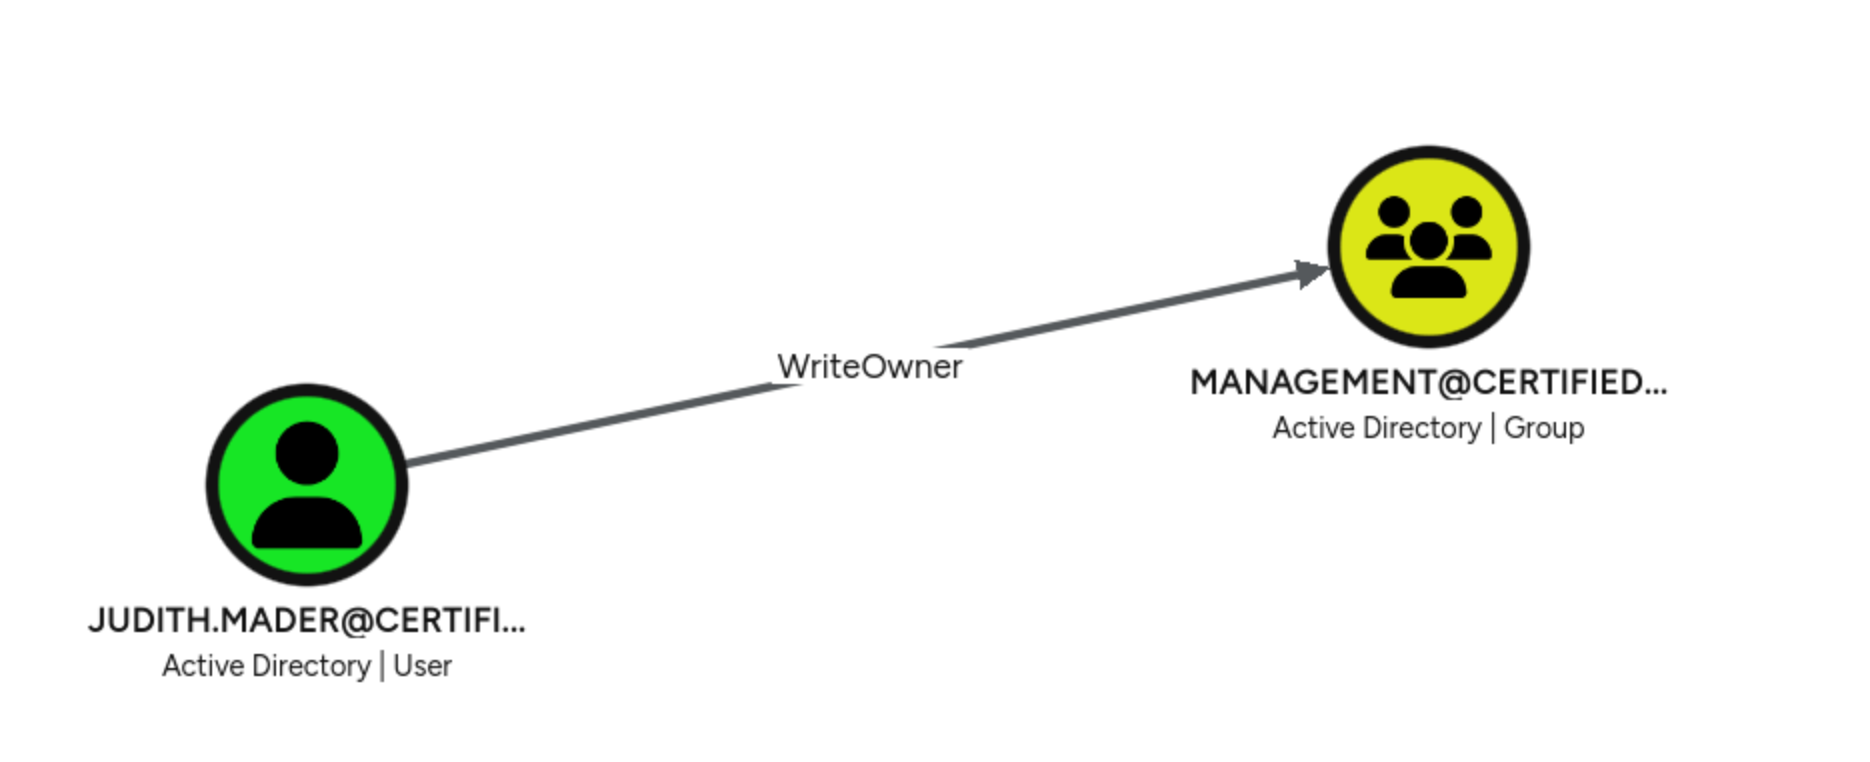 WriteOwner
MANAGEMENT@CERTIFIED...
Active Directory | Group
JUDITH.MADER@CERTIFI...
Active Directory | User